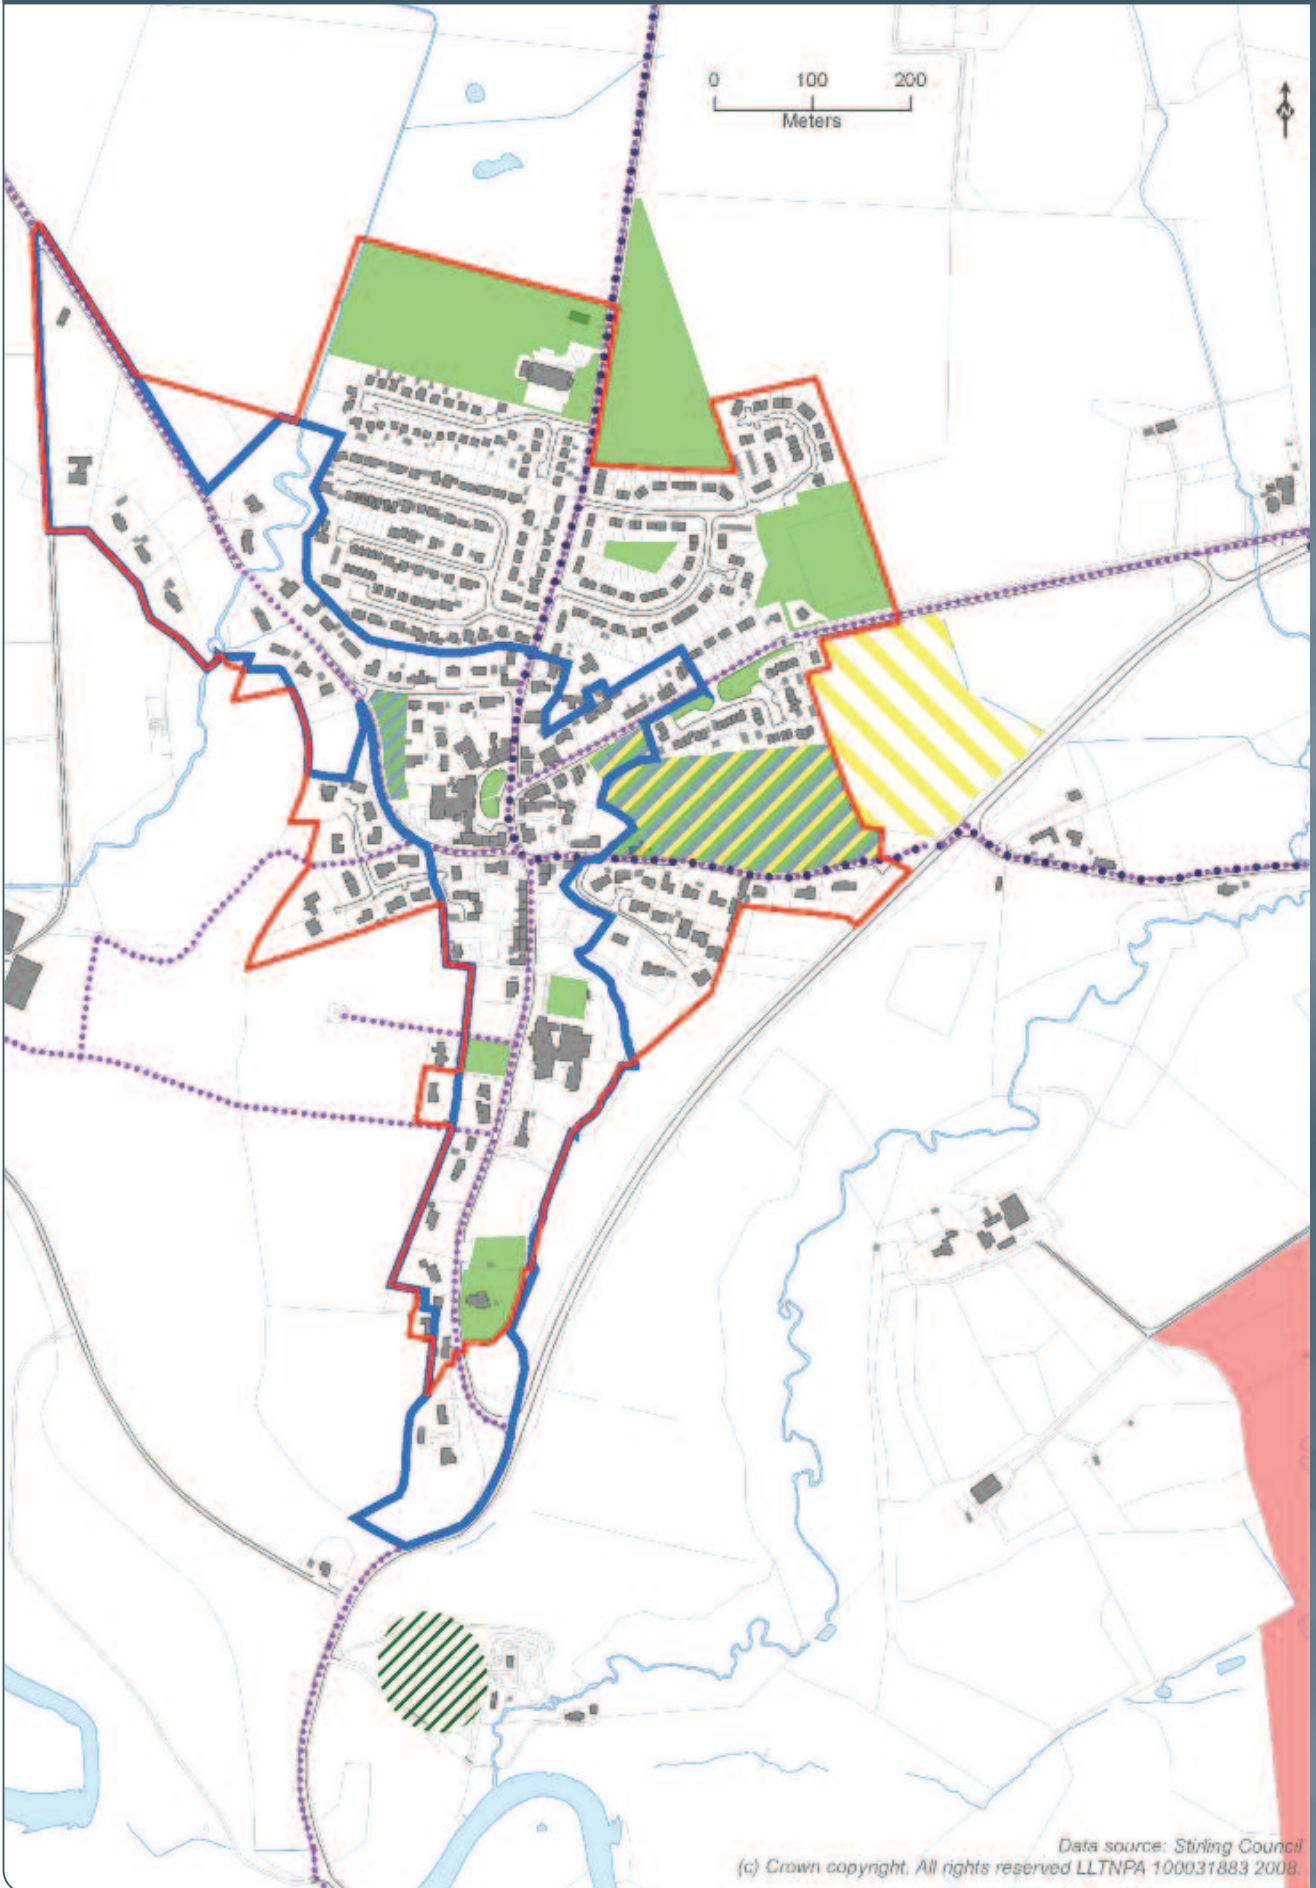 0 100 200
Meters
N
Data source: Stirling Council
(c) Crown copyright. All rights reserved LLTNPA 100031883 2008.